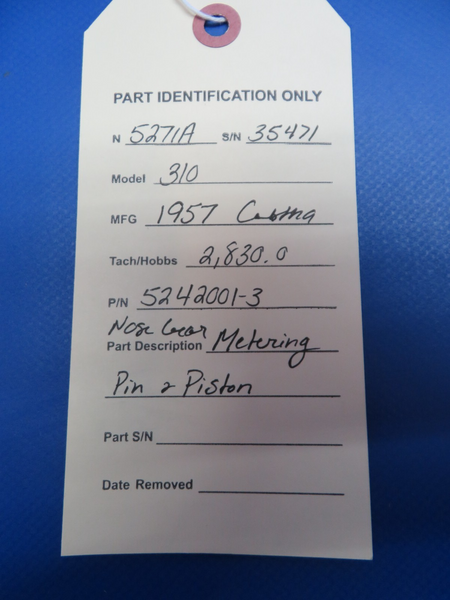 PART IDENTIFICATION ONLY
N 5271A S/N 35471
Model 310
MFG 1957 Cessna
Tach/Hobbs 2,830.0
P/N 5242001-3
Nose Gear
Part Description Metering
Pin & Piston
Part S/N
Date Removed